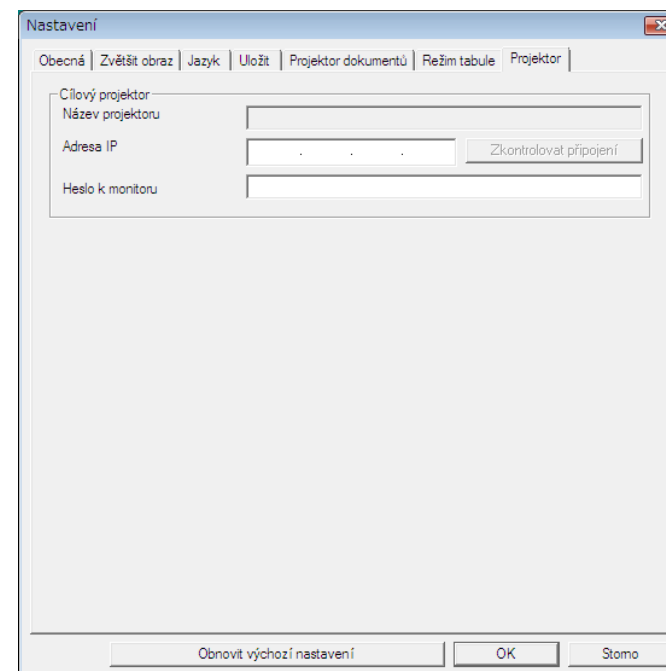 Nastavení
Obecná Zvětšit obraz Jazyk Uložit Projektor dokumentů Režim tabule Projektor
Cílový projektor
Název projektoru
Adresa IP . . . Zkontrolovat připojení
Heslo k monitoru
Obnovit výchozí nastavení OK Stomo